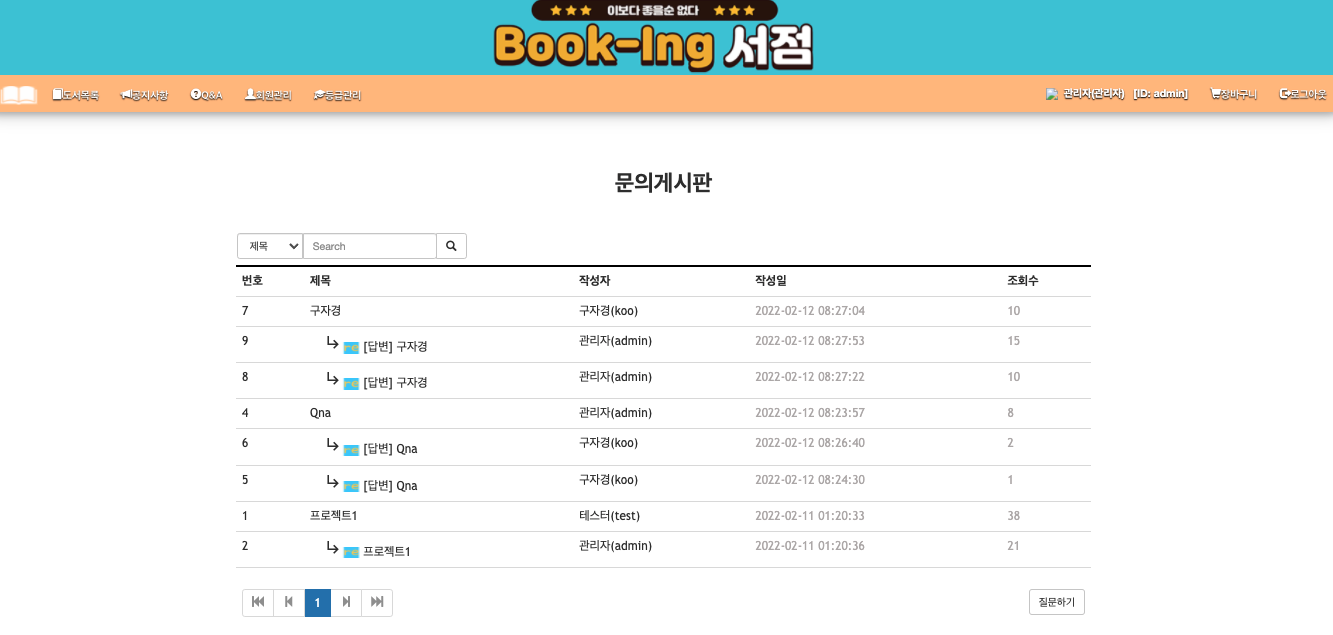 ★★★ 이보다 좋을순 없다 ★★★
Book-Ing 서점
도서목록 공지사항 Q&A 회원관리 등급관리 관리자(관리자) [ID: admin] 장바구니 로그아웃
문의게시판
제목 Search
번호 제목 작성자 작성일 조회수
7 구자경 구자경(koo) 2022-02-12 08:27:04 10
9 [답변] 구자경 관리자(admin) 2022-02-12 08:27:53 15
8 [답변] 구자경 관리자(admin) 2022-02-12 08:27:22 10
4 Qna 관리자(admin) 2022-02-12 08:23:57 8
6 [답변] Qna 구자경(koo) 2022-02-12 08:26:40 2
5 [답변] Qna 구자경(koo) 2022-02-12 08:24:30 1
1 프로젝트1 테스터(test) 2022-02-11 01:20:33 38
2 프로젝트1 관리자(admin) 2022-02-11 01:20:36 21
1 질문하기